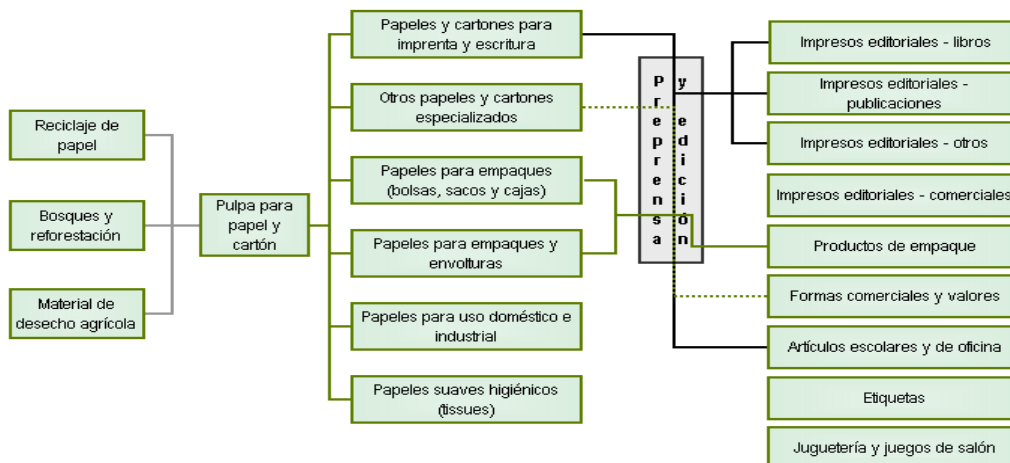 Reciclaje de
papel
Bosques y
reforestación
Material de
desecho agrícola
Pulpa para
papel y
cartón
Papeles y cartones para
imprenta y escritura
Otros papeles y cartones
especializados
Papeles para empaques
(bolsas, sacos y cajas)
Papeles para empaques y
envolturas
Papeles para uso doméstico e
industrial
Papeles suaves higiénicos
(tissues)
Preprensa
y edición
Impresos editoriales - libros
Impresos editoriales -
publicaciones
Impresos editoriales - otros
Impresos editoriales - comerciales
Productos de empaque
Formas comerciales y valores
Artículos escolares y de oficina
Etiquetas
Juguetería y juegos de salón